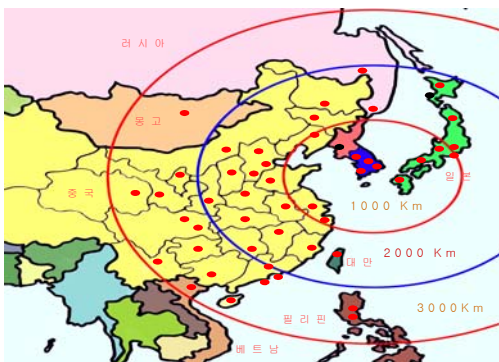 러 시 아
몽 고
중 국
일 본
1000 Km
2000 Km
대 만
3000Km
필 리 핀
베 트 남